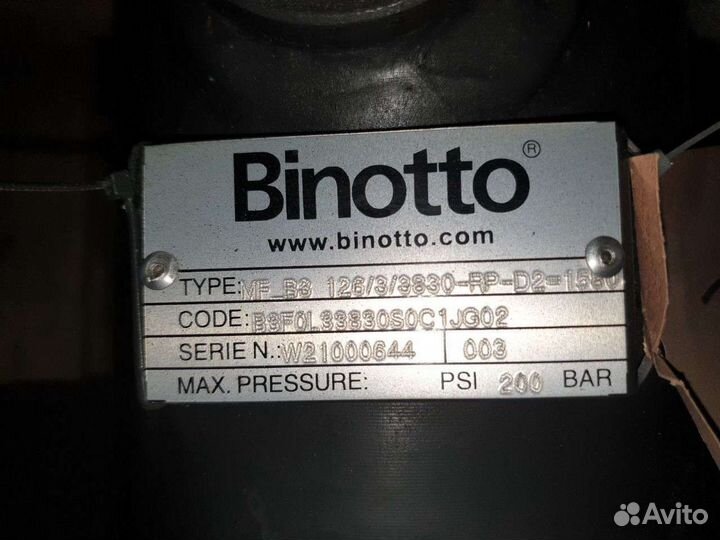 Binotto®
www.binotto.com
TYPE: MF_B3 126/3/3830-RP-D2=1580
CODE: B3F0L33830S0C1JG02
SERIE N.: W21000644 003
MAX. PRESSURE: PSI 200 BAR
Avito